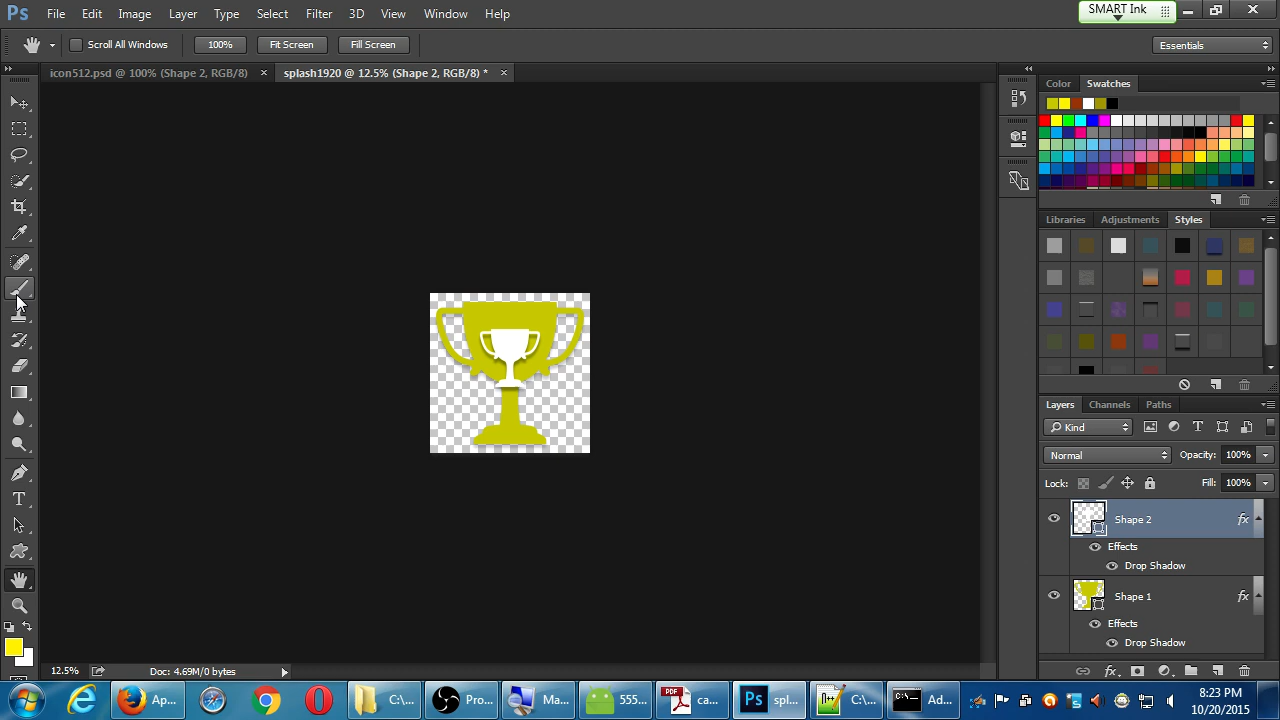 Ps File Edit Image Layer Type Select Filter 3D View Window Help
SMART Ink
Scroll All Windows 100% Fit Screen Fill Screen Essentials
icon512.psd @ 100% (Shape 2, RGB/8) splash1920 @ 12.5% (Shape 2, RGB/8) *
Color Swatches
Libraries Adjustments Styles
Layers Channels Paths
Kind
Normal Opacity: 100%
Lock: Fill: 100%
Shape 2 fx
Effects
Drop Shadow
Shape 1 fx
Effects
Drop Shadow
12.5% Doc: 4.69M/0 bytes
Ap... C:\... Pro... Ma... 555... PDF ca... Ps spl... C:\... Ad...
8:23 PM
10/20/2015